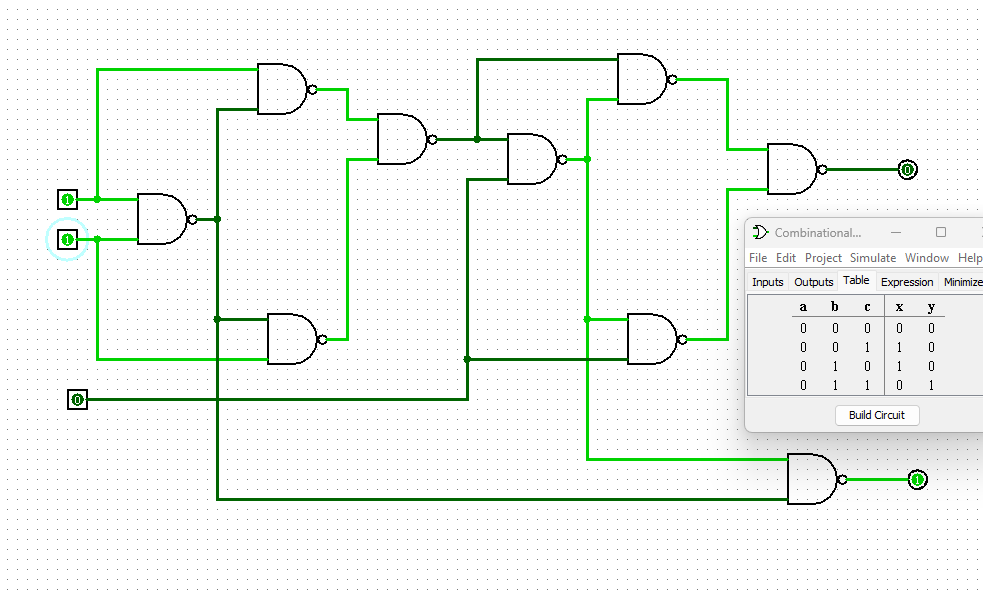 1
1
0
0
1
Combinational...
File Edit Project Simulate Window Help
Inputs Outputs Table Expression Minimize
a b c x y
0 0 0 0 0
0 0 1 1 0
0 1 0 1 0
0 1 1 0 1
Build Circuit